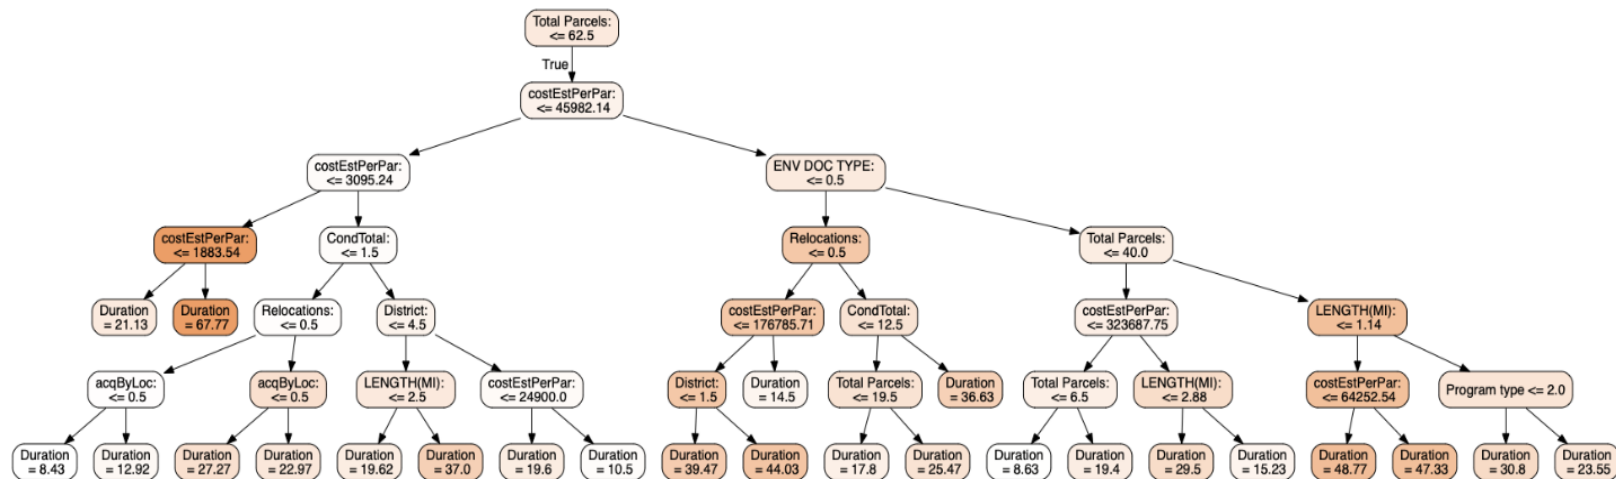 Total Parcels:
<= 62.5
True
costEstPerPar:
<= 45982.14
costEstPerPar:
<= 3095.24
ENV DOC TYPE:
<= 0.5
costEstPerPar:
<= 1883.54
CondTotal:
<= 1.5
Relocations:
<= 0.5
Total Parcels:
<= 40.0
Duration
= 21.13
Duration
= 67.77
Relocations:
<= 0.5
District:
<= 4.5
costEstPerPar:
<= 176785.71
CondTotal:
<= 12.5
costEstPerPar:
<= 323687.75
LENGTH(MI):
<= 1.14
acqByLoc:
<= 0.5
acqByLoc:
<= 0.5
LENGTH(MI):
<= 2.5
costEstPerPar:
<= 24900.0
District:
<= 1.5
Duration
= 14.5
Total Parcels:
<= 19.5
Duration
= 36.63
Total Parcels:
<= 6.5
LENGTH(MI):
<= 2.88
costEstPerPar:
<= 64252.54
Program type <= 2.0
Duration
= 8.43
Duration
= 12.92
Duration
= 27.27
Duration
= 22.97
Duration
= 19.62
Duration
= 37.0
Duration
= 19.6
Duration
= 10.5
Duration
= 39.47
Duration
= 44.03
Duration
= 17.8
Duration
= 25.47
Duration
= 8.63
Duration
= 19.4
Duration
= 29.5
Duration
= 15.23
Duration
= 48.77
Duration
= 47.33
Duration
= 30.8
Duration
= 23.55